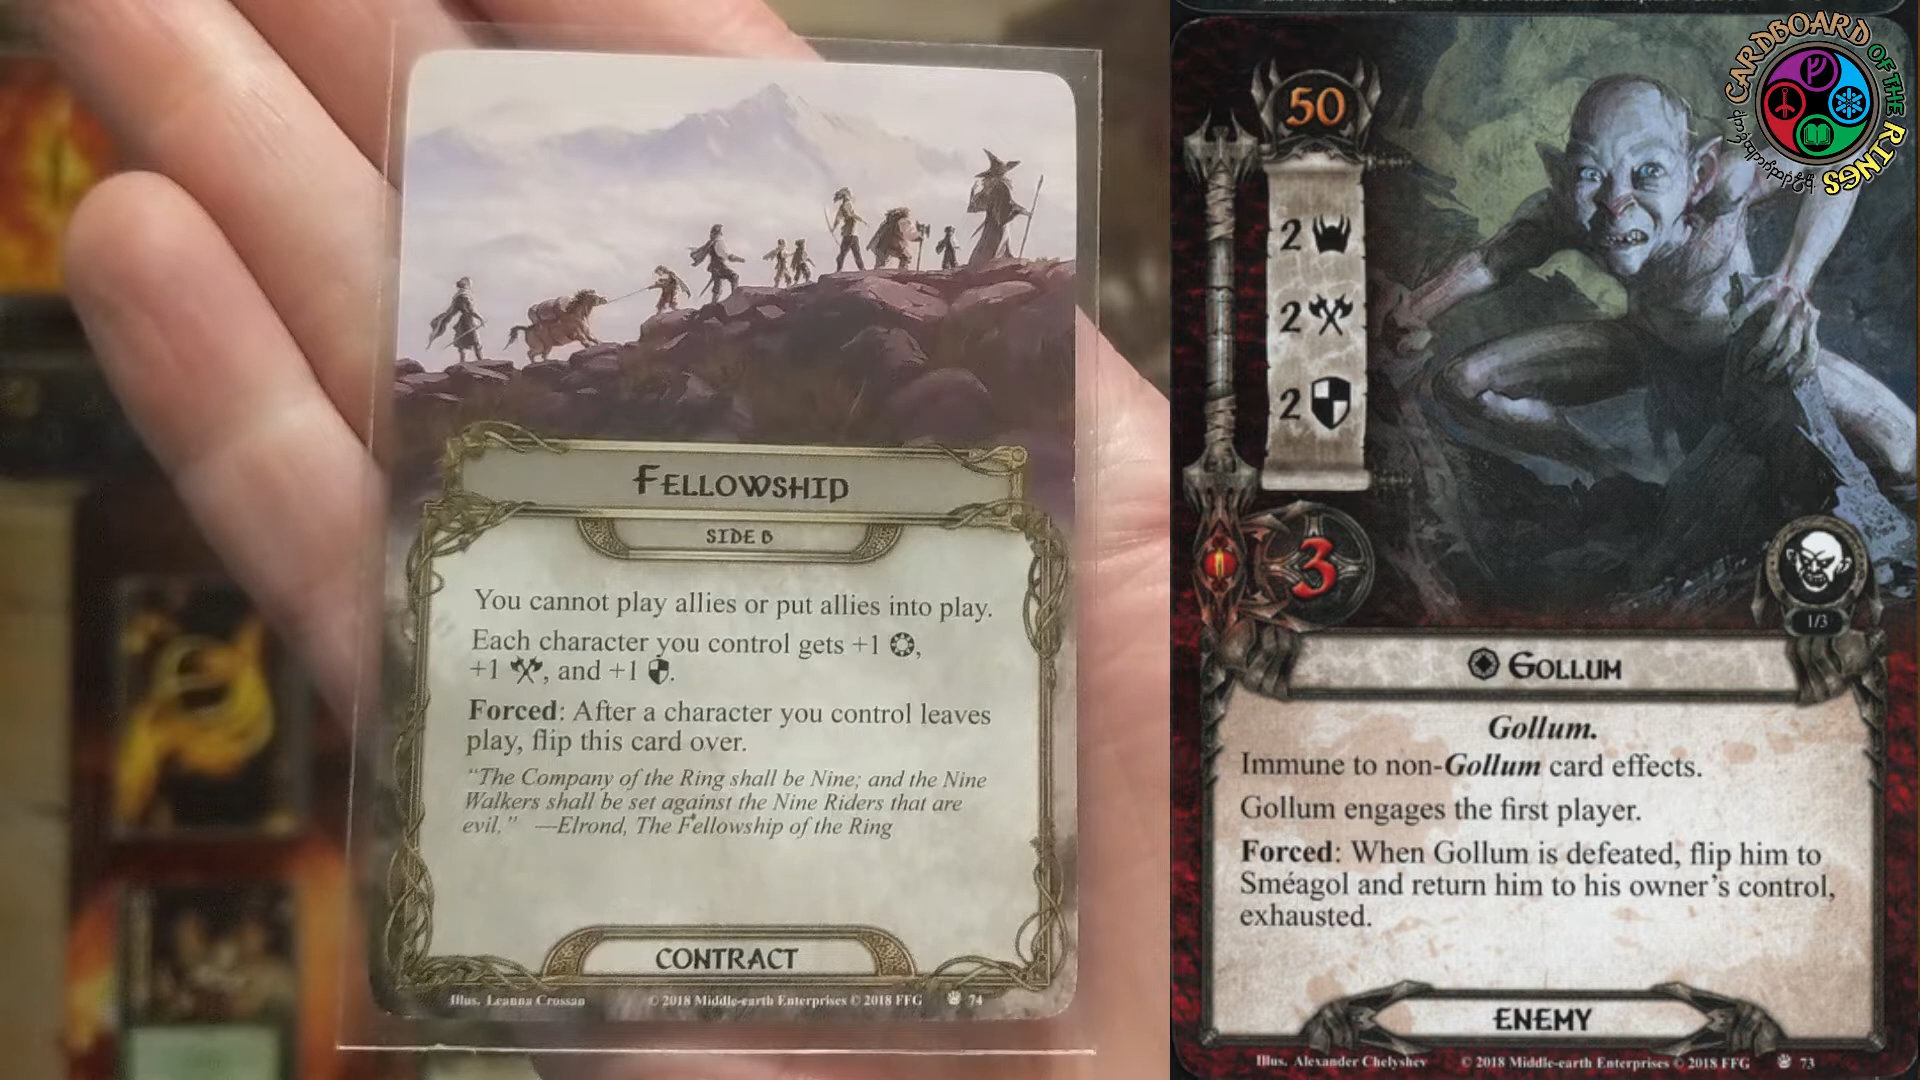 FELLOWSHIP
SIDE B
You cannot play allies or put allies into play.
Each character you control gets +1 ,
+1 , and +1 .
Forced: After a character you control leaves
play, flip this card over.
"The Company of the Ring shall be Nine; and the Nine
Walkers shall be set against the Nine Riders that are
evil." —Elrond, The Fellowship of the Ring
CONTRACT
Illus. Leanna Crossan © 2018 Middle-earth Enterprises © 2018 FFG 74
CARDBOARD OF THE RINGS
50
2
2
2
3
1/3
GOLLUM
Gollum.
Immune to non-Gollum card effects.
Gollum engages the first player.
Forced: When Gollum is defeated, flip him to
Sméagol and return him to his owner's control,
exhausted.
ENEMY
Illus. Alexander Chelyshev © 2018 Middle-earth Enterprises © 2018 FFG 73